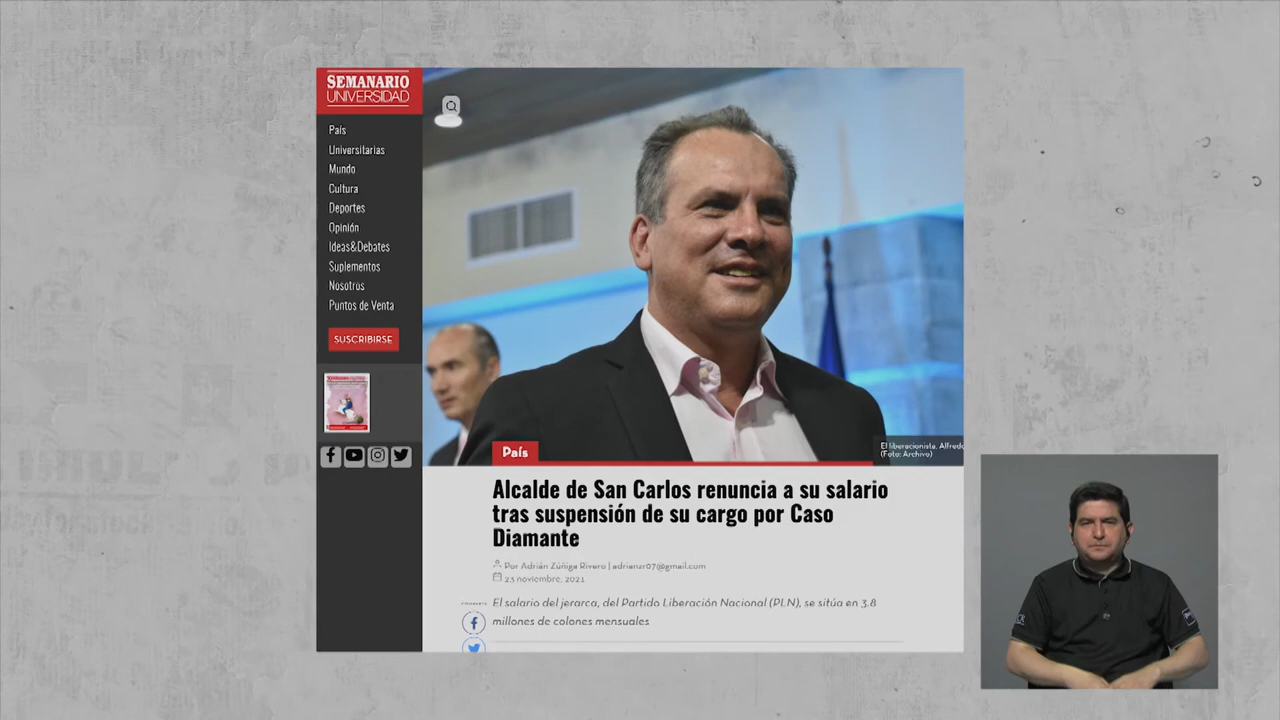 SEMANARIO
UNIVERSIDAD
País
Universitarias
Mundo
Cultura
Deportes
Opinión
Ideas&Debates
Suplementos
Nosotros
Puntos de Venta
SUSCRIBIRSE
El liberacionista, Alfredo
(Foto: Archivo)
País
Alcalde de San Carlos renuncia a su salario
tras suspensión de su cargo por Caso
Diamante
Por Adrián Zúñiga Rivera | adrianzr07@gmail.com
23 noviembre, 2021
El salario del jerarca, del Partido Liberación Nacional (PLN), se sitúa en 3.8
millones de colones mensuales